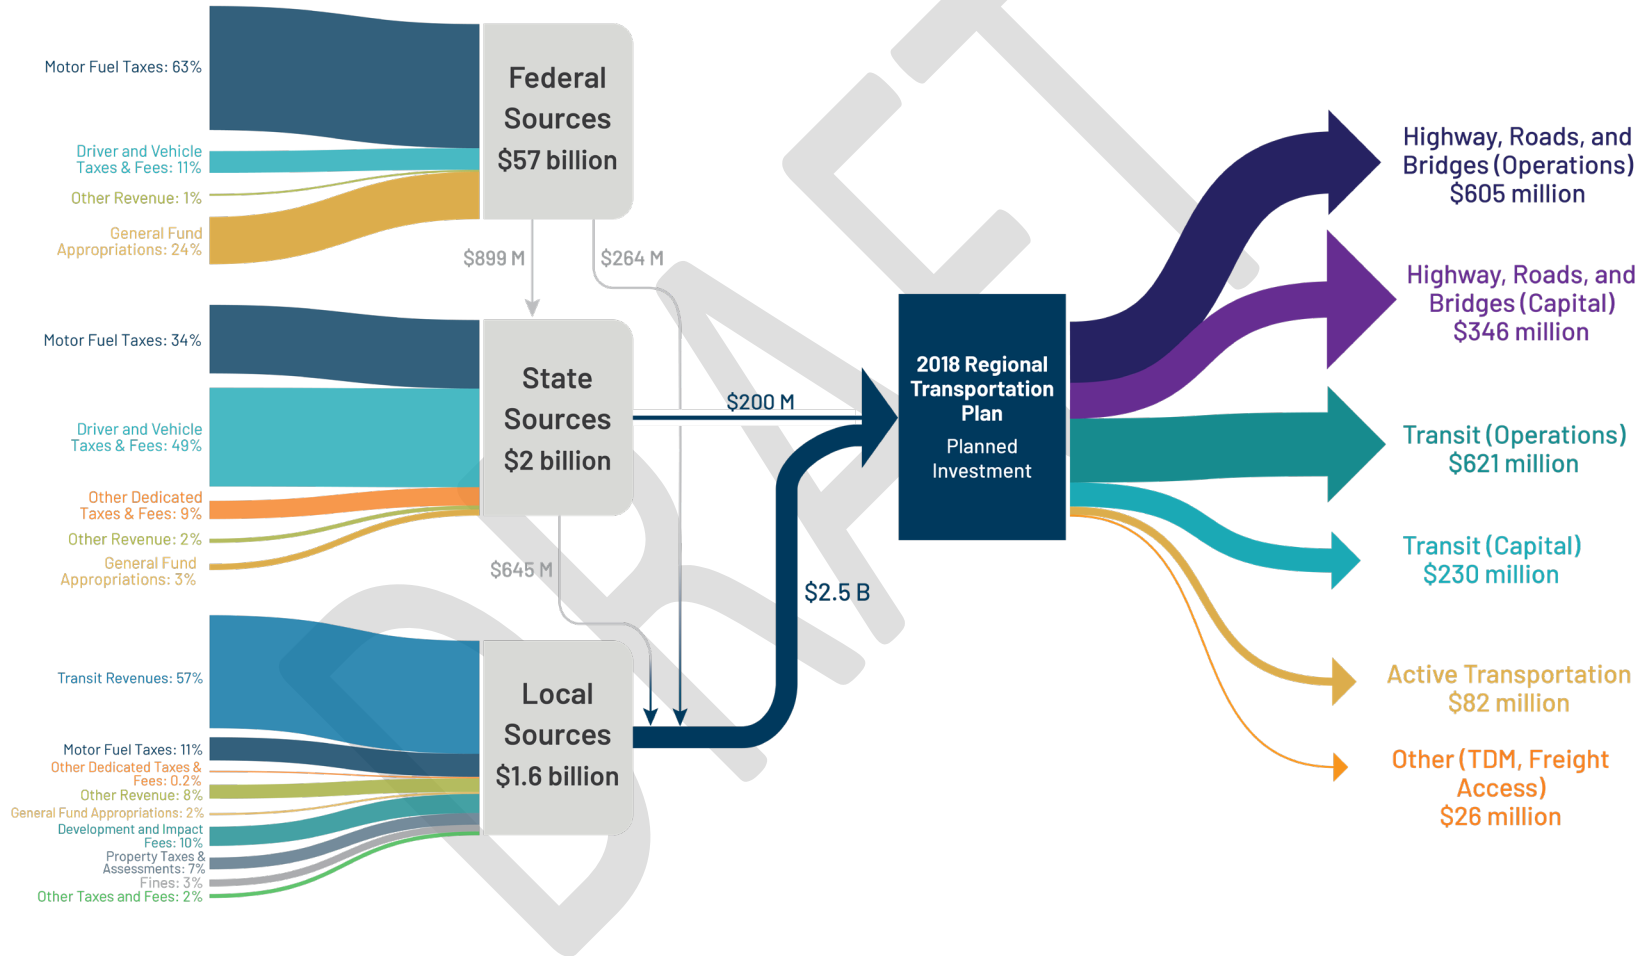 Motor Fuel Taxes: 63%
Driver and Vehicle
Taxes & Fees: 11%
Other Revenue: 1%
General Fund
Appropriations: 24%
Federal
Sources
$57 billion
$899 M
$264 M
Motor Fuel Taxes: 34%
Driver and Vehicle
Taxes & Fees: 49%
Other Dedicated
Taxes & Fees: 9%
Other Revenue: 2%
General Fund
Appropriations: 3%
State
Sources
$2 billion
$200 M
$645 M
$2.5 B
Transit Revenues: 57%
Motor Fuel Taxes: 11%
Other Dedicated Taxes &
Fees: 0.2%
Other Revenue: 8%
General Fund Appropriations: 2%
Development and Impact
Fees: 10%
Property Taxes &
Assessments: 7%
Fines: 3%
Other Taxes and Fees: 2%
Local
Sources
$1.6 billion
2018 Regional
Transportation
Plan
Planned
Investment
Highway, Roads, and
Bridges (Operations)
$605 million
Highway, Roads, and
Bridges (Capital)
$346 million
Transit (Operations)
$621 million
Transit (Capital)
$230 million
Active Transportation
$82 million
Other (TDM, Freight
Access)
$26 million
DRAFT